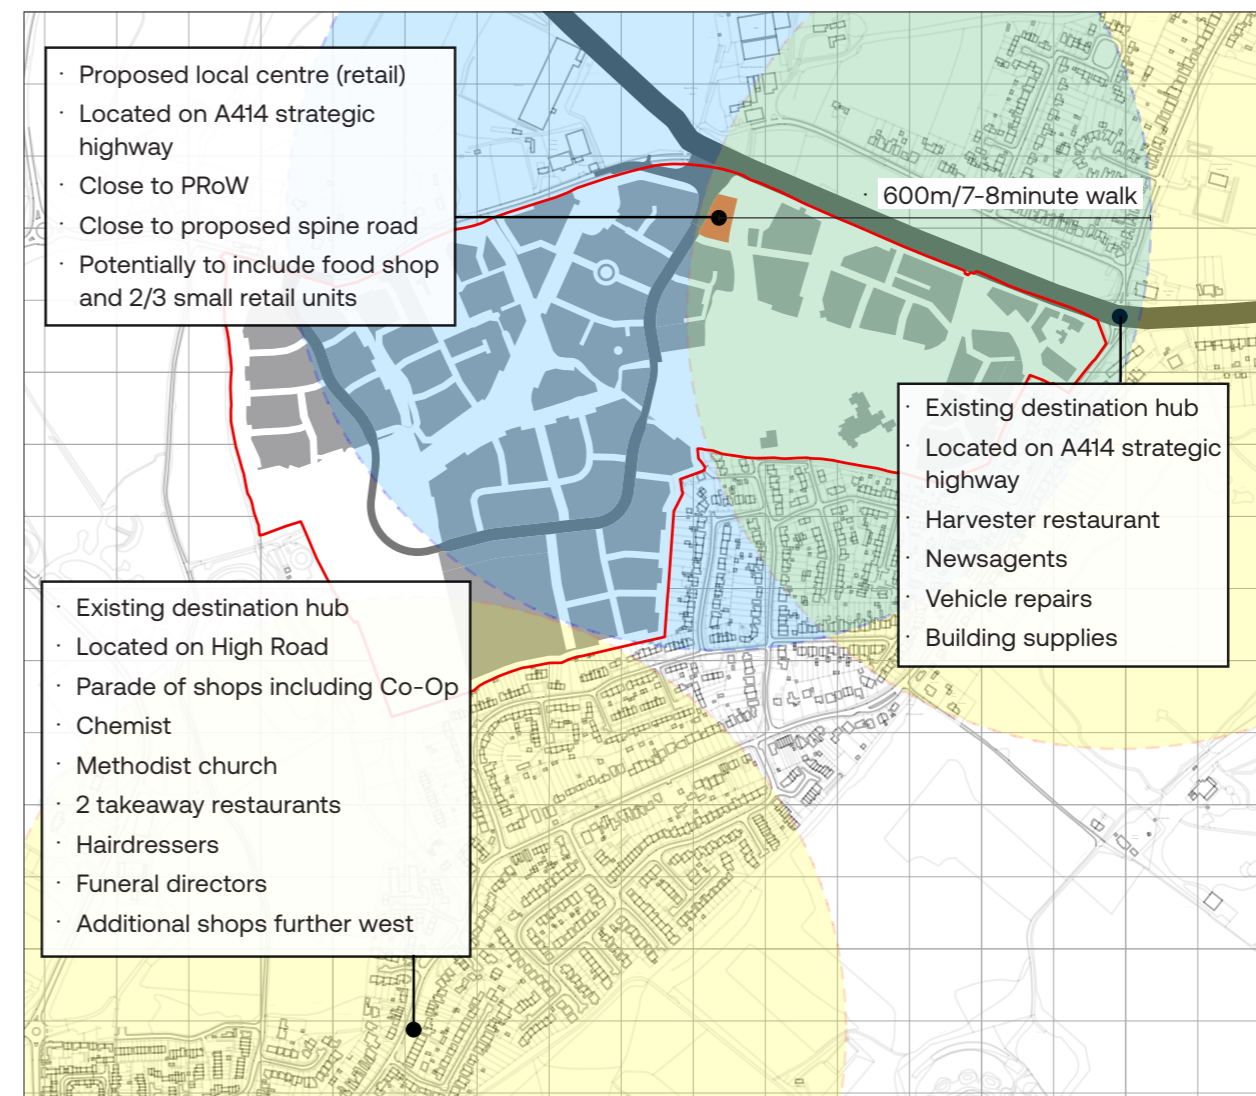 · Proposed local centre (retail)
· Located on A414 strategic
highway
· Close to PRoW
· Close to proposed spine road
· Potentially to include food shop
and 2/3 small retail units
· 600m/7-8minute walk
· Existing destination hub
· Located on A414 strategic
highway
· Harvester restaurant
· Newsagents
· Vehicle repairs
· Building supplies
· Existing destination hub
· Located on High Road
· Parade of shops including Co-Op
· Chemist
· Methodist church
· 2 takeaway restaurants
· Hairdressers
· Funeral directors
· Additional shops further west